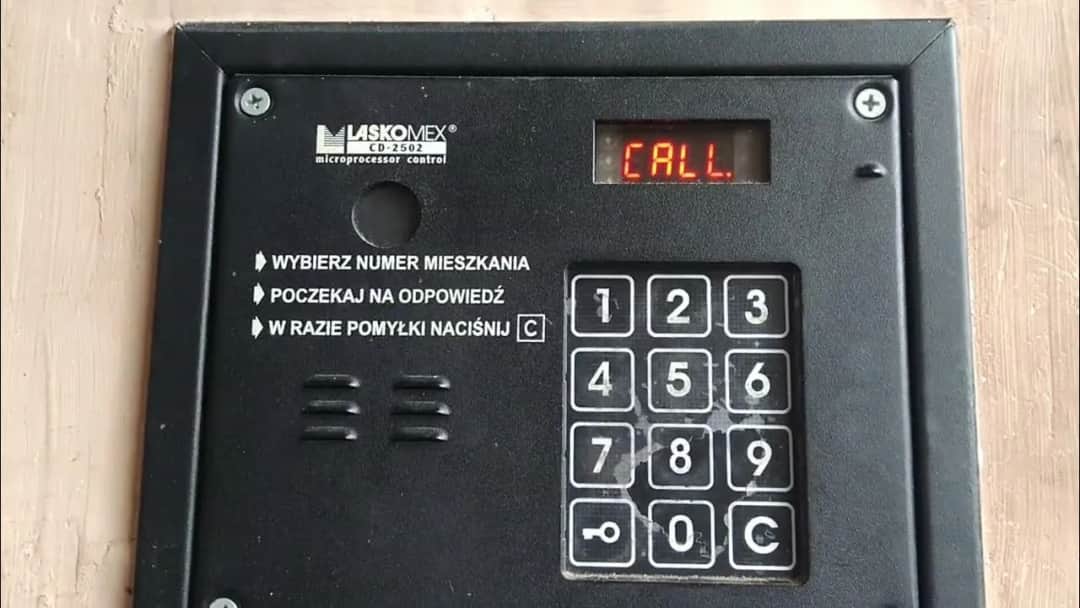 LASKOMEX®
CD-2502
microprocessor control
CALL.
WYBIERZ NUMER MIESZKANIA
POCZEKAJ NA ODPOWIEDŹ
W RAZIE POMYŁKI NACIŚNIJ C
1 2 3
4 5 6
7 8 9
0 C